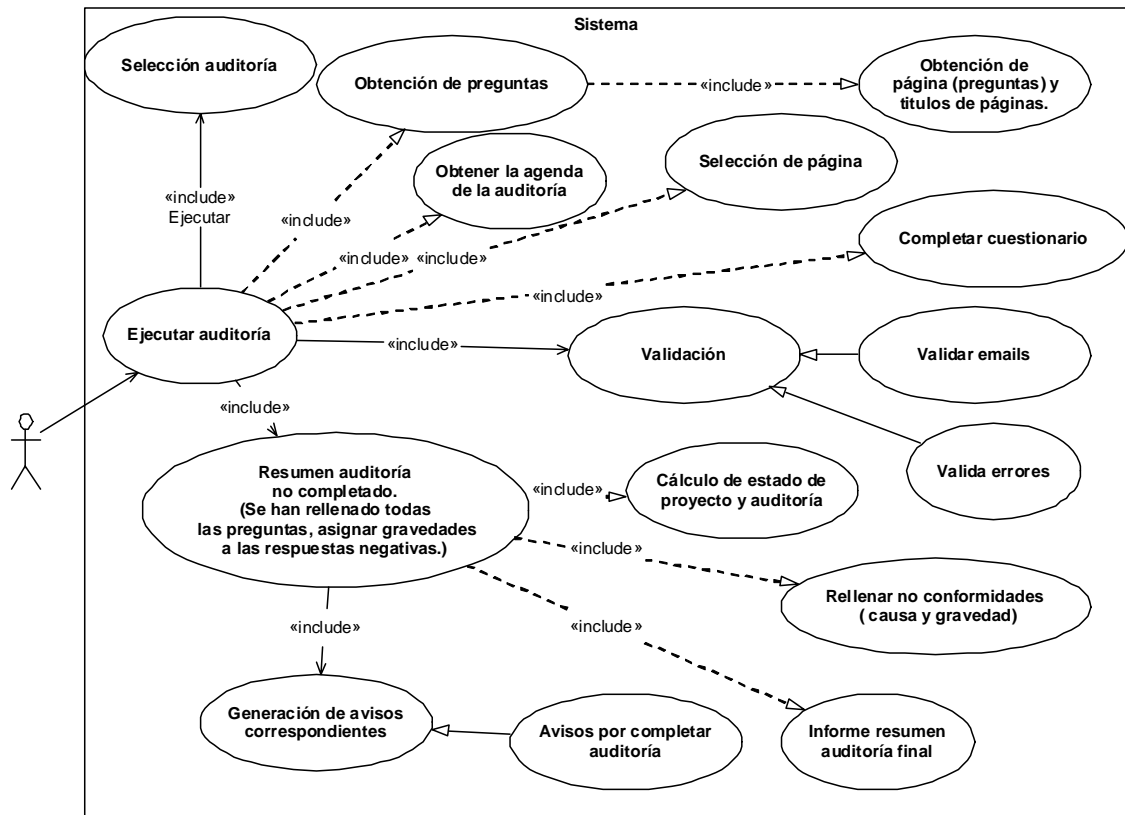 Sistema
Selección auditoría
Obtención de preguntas
«include»
Obtención de
página (preguntas) y
titulos de páginas.
Obtener la agenda
de la auditoría
Selección de página
«include»
Ejecutar
«include»
Completar cuestionario
«include»
«include»
«include»
Ejecutar auditoría
«include»
Validación
Validar emails
«include»
Valida errores
Resumen auditoría
no completado.
(Se han rellenado todas
las preguntas, asignar gravedades
a las respuestas negativas.)
«include»
Cálculo de estado de
proyecto y auditoría
«include»
Rellenar no conformidades
( causa y gravedad)
«include»
«include»
Generación de avisos
correspondientes
Avisos por completar
auditoría
Informe resumen
auditoría final